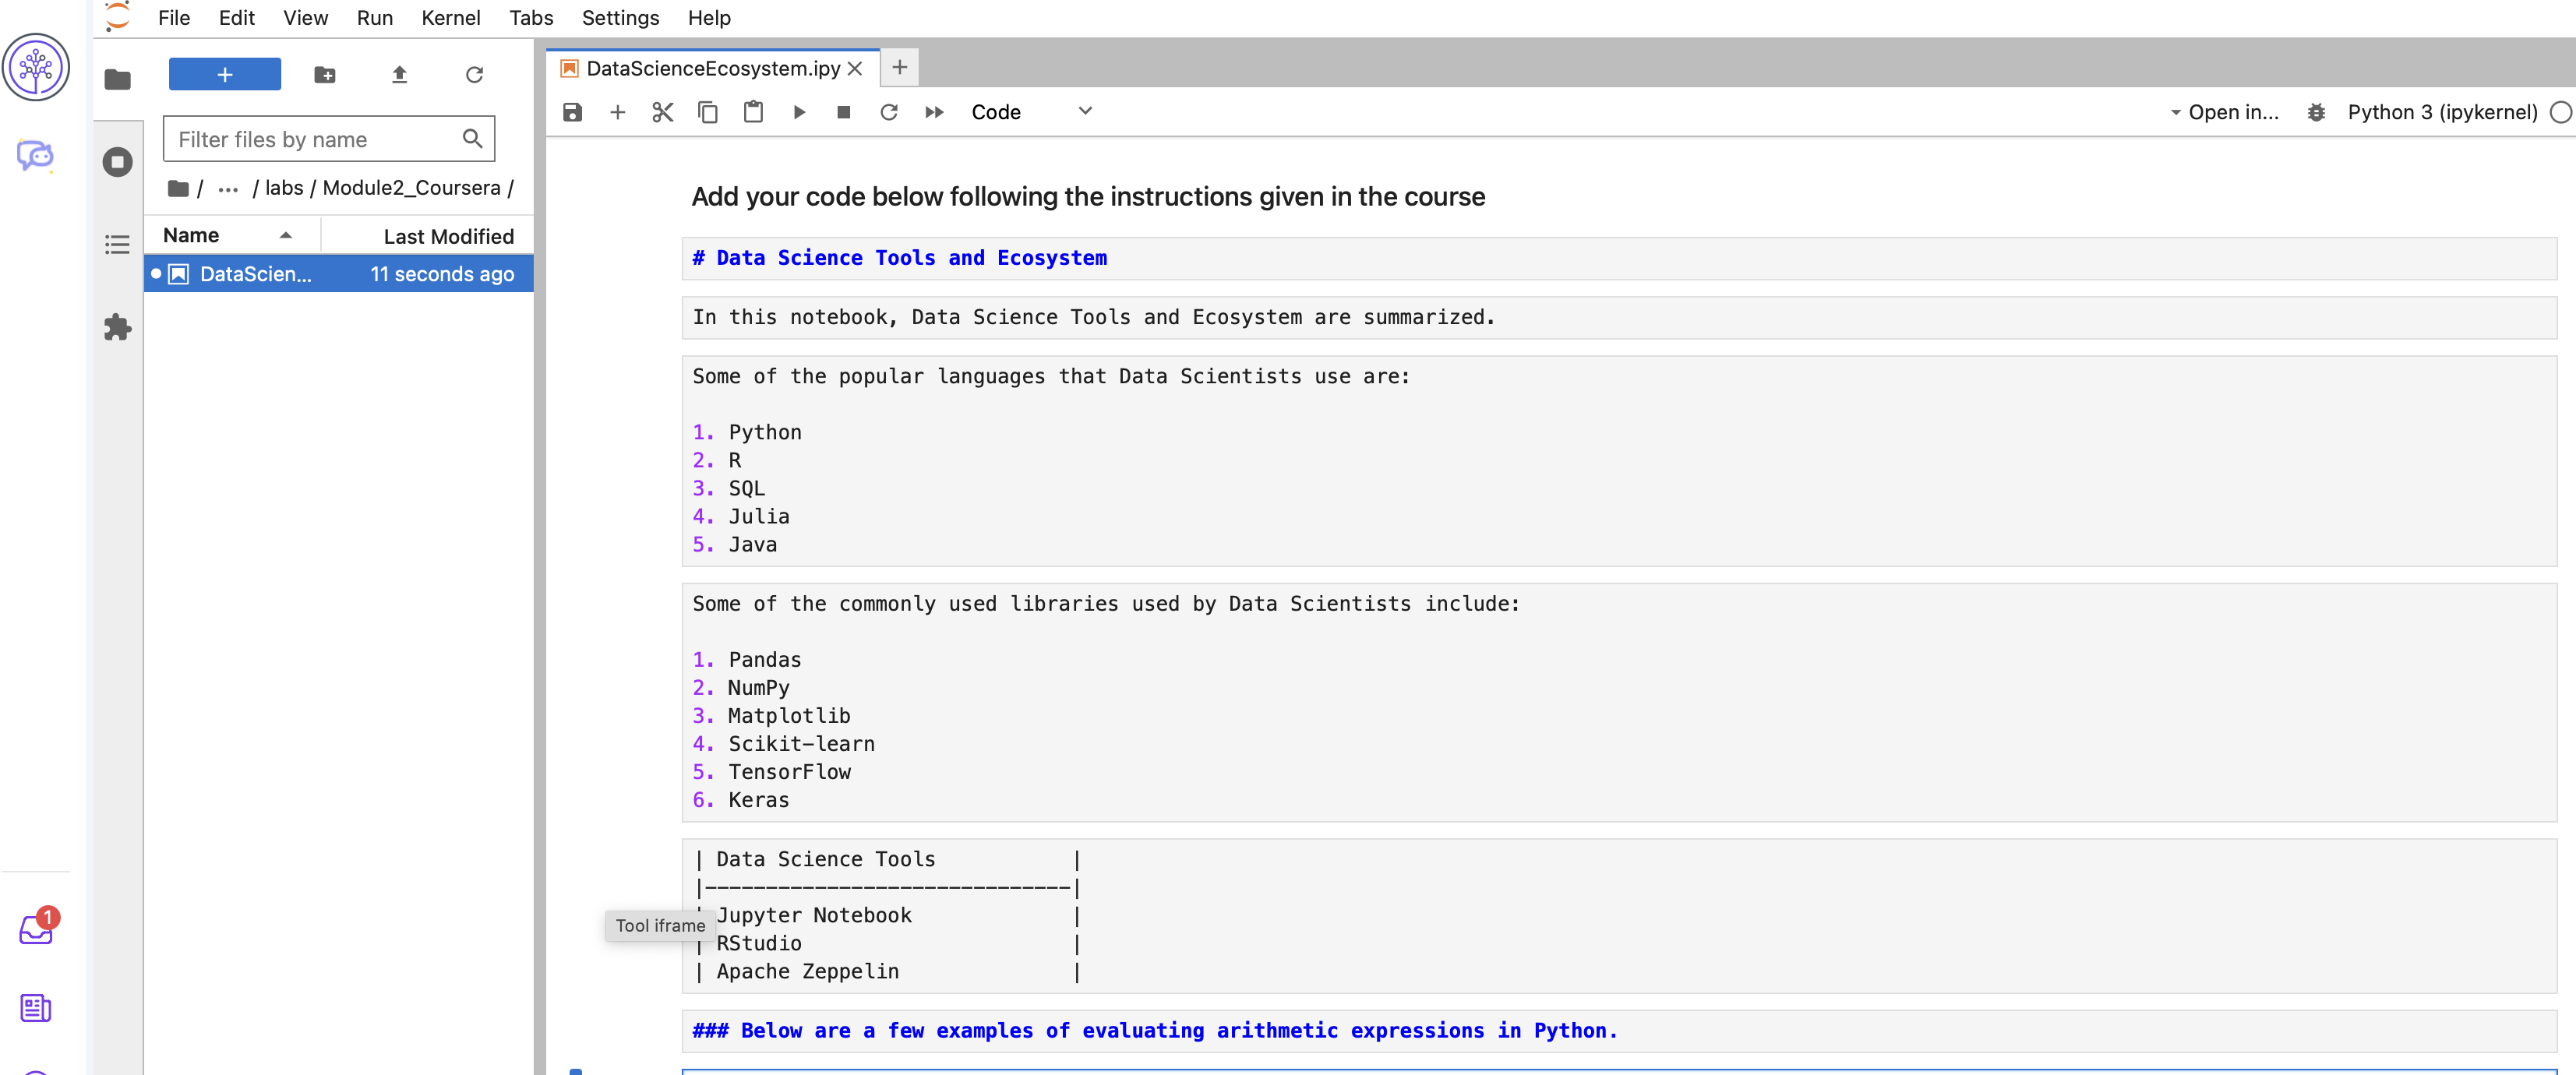 File Edit View Run Kernel Tabs Settings Help
DataScienceEcosystem.ipy
Code
Open in...
Python 3 (ipykernel)
Filter files by name
/ ... / labs / Module2_Coursera /
Name Last Modified
DataScien... 11 seconds ago
Add your code below following the instructions given in the course
# Data Science Tools and Ecosystem
In this notebook, Data Science Tools and Ecosystem are summarized.
Some of the popular languages that Data Scientists use are:
1. Python
2. R
3. SQL
4. Julia
5. Java
Some of the commonly used libraries used by Data Scientists include:
1. Pandas
2. NumPy
3. Matplotlib
4. Scikit-learn
5. TensorFlow
6. Keras
| Data Science Tools |
|------------------------------|
Jupyter Notebook |
| RStudio |
| Apache Zeppelin |
Tool iframe
### Below are a few examples of evaluating arithmetic expressions in Python.
1